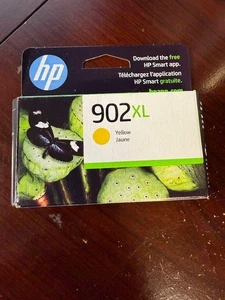 hp
Download the free
HP Smart app.
Téléchargez l'application
HP Smart gratuite.
902XL
Yellow
Jaune